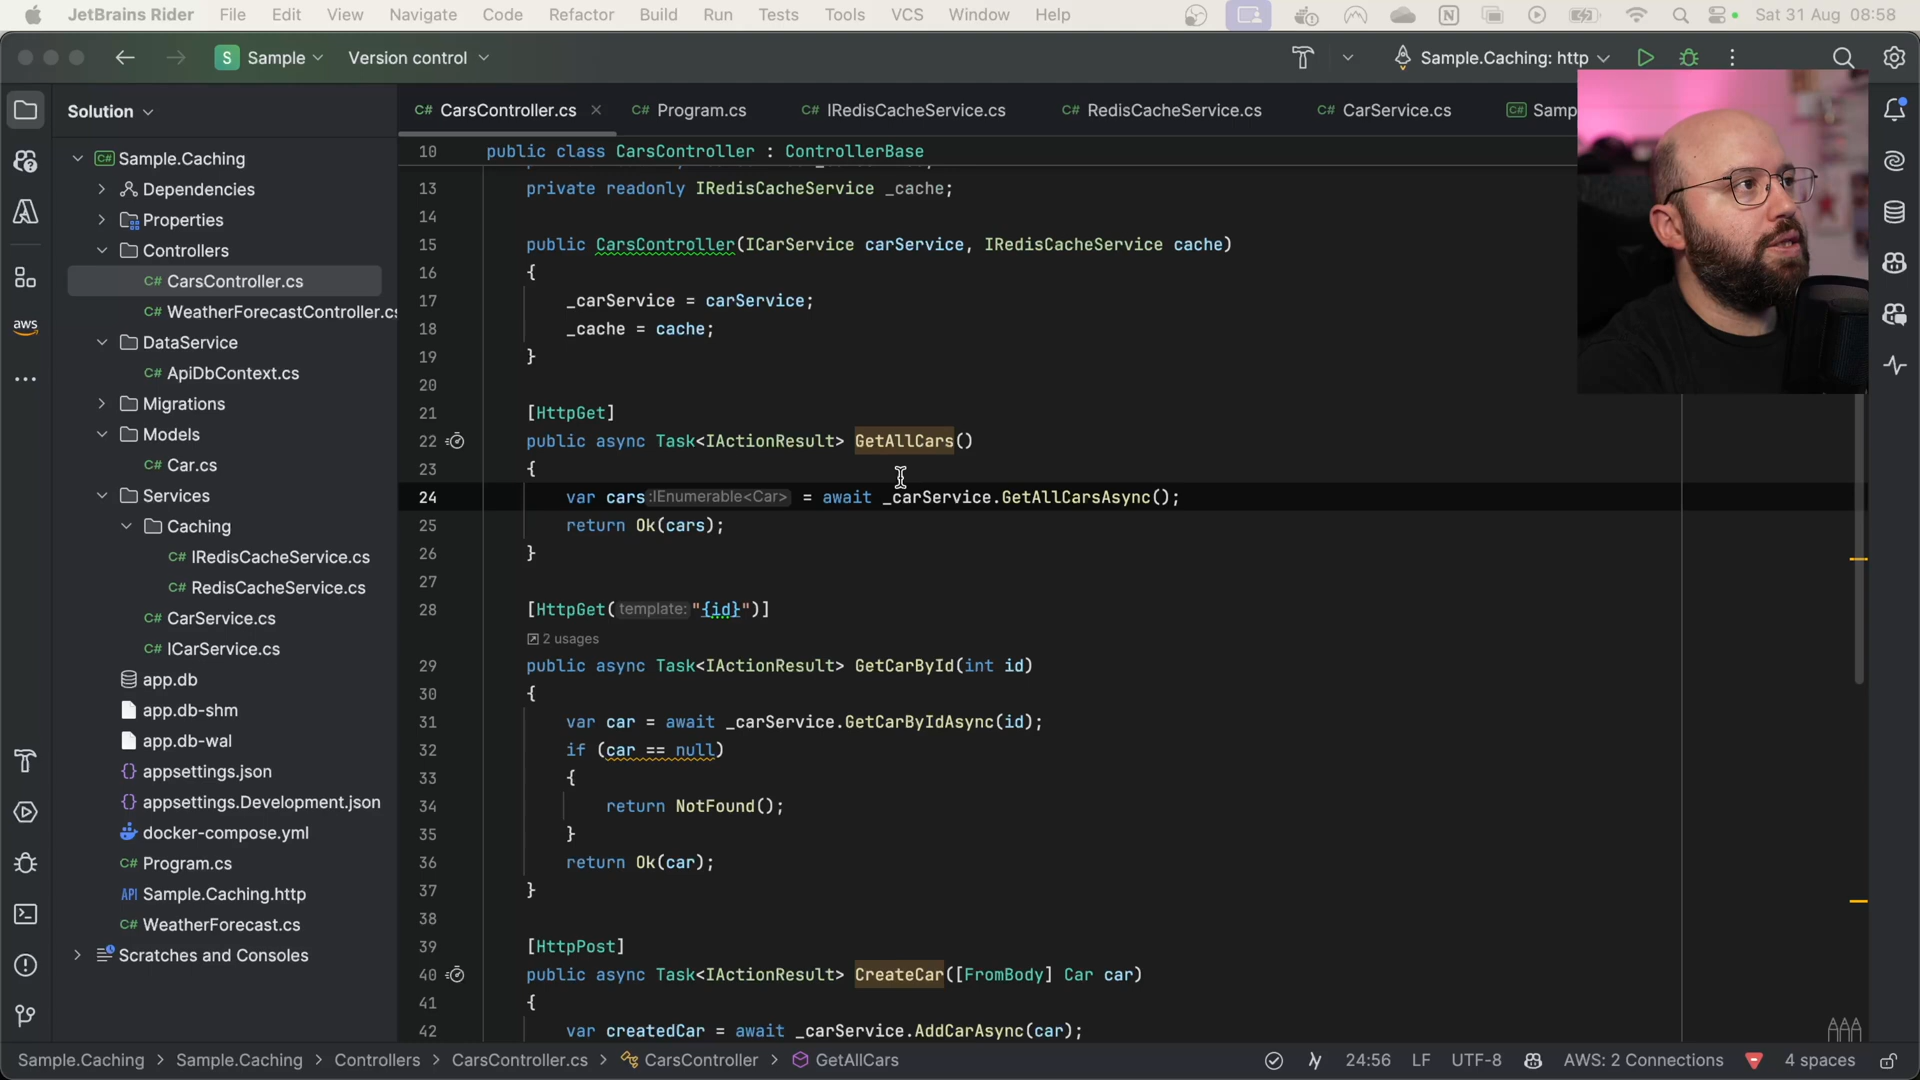 JetBrains Rider File Edit View Navigate Code Refactor Build Run Tests Tools VCS Window Help Sat 31 Aug 08:58
S Sample Version control Sample.Caching: http
Solution
C# CarsController.cs C# Program.cs C# IRedisCacheService.cs C# RedisCacheService.cs C# CarService.cs C# Samp
C# Sample.Caching
Dependencies
Properties
Controllers
C# CarsController.cs
C# WeatherForecastController.cs
DataService
C# ApiDbContext.cs
Migrations
Models
C# Car.cs
Services
Caching
C# IRedisCacheService.cs
C# RedisCacheService.cs
C# CarService.cs
C# ICarService.cs
app.db
app.db-shm
app.db-wal
{} appsettings.json
{} appsettings.Development.json
docker-compose.yml
C# Program.cs
API Sample.Caching.http
C# WeatherForecast.cs
Scratches and Consoles
aws
10 public class CarsController : ControllerBase
13 private readonly IRedisCacheService _cache;
14
15 public CarsController(ICarService carService, IRedisCacheService cache)
16 {
17 _carService = carService;
18 _cache = cache;
19 }
20
21 [HttpGet]
22 public async Task<IActionResult> GetAllCars()
23 {
24 var cars :IEnumerable<Car> = await _carService.GetAllCarsAsync();
25 return Ok(cars);
26 }
27
28 [HttpGet( template: "{id}")]
2 usages
29 public async Task<IActionResult> GetCarById(int id)
30 {
31 var car = await _carService.GetCarByIdAsync(id);
32 if (car == null)
33 {
34 return NotFound();
35 }
36 return Ok(car);
37 }
38
39 [HttpPost]
40 public async Task<IActionResult> CreateCar([FromBody] Car car)
41 {
42 var createdCar = await _carService.AddCarAsync(car);
Sample.Caching > Sample.Caching > Controllers > CarsController.cs > CarsController > GetAllCars 24:56 LF UTF-8 AWS: 2 Connections 4 spaces